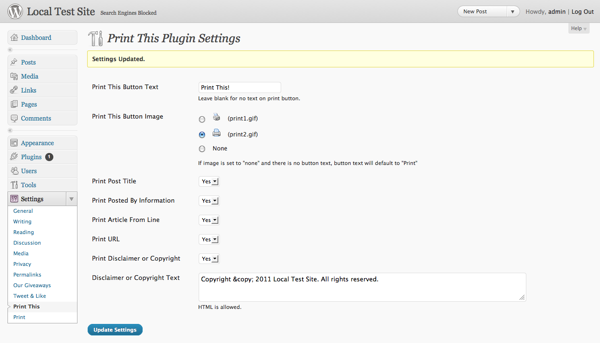 Local Test Site Search Engines Blocked New Post Howdy, admin | Log Out
Help
Dashboard
Print This Plugin Settings
Settings Updated.
Posts
Media
Links
Pages
Comments
Appearance
Plugins 1
Users
Tools
Settings
General
Writing
Reading
Discussion
Media
Privacy
Permalinks
Our Giveaways
Tweet & Like
Print This
Print
Print This Button Text Print This!
Leave blank for no text on print button.
Print This Button Image (print1.gif)
(print2.gif)
None
If image is set to "none" and there is no button text, button text will default to "Print"
Print Post Title Yes
Print Posted By Information Yes
Print Article From Line Yes
Print URL Yes
Print Disclaimer or Copyright Yes
Disclaimer or Copyright Text Copyright &copy; 2011 Local Test Site. All rights reserved.
HTML is allowed.
Update Settings